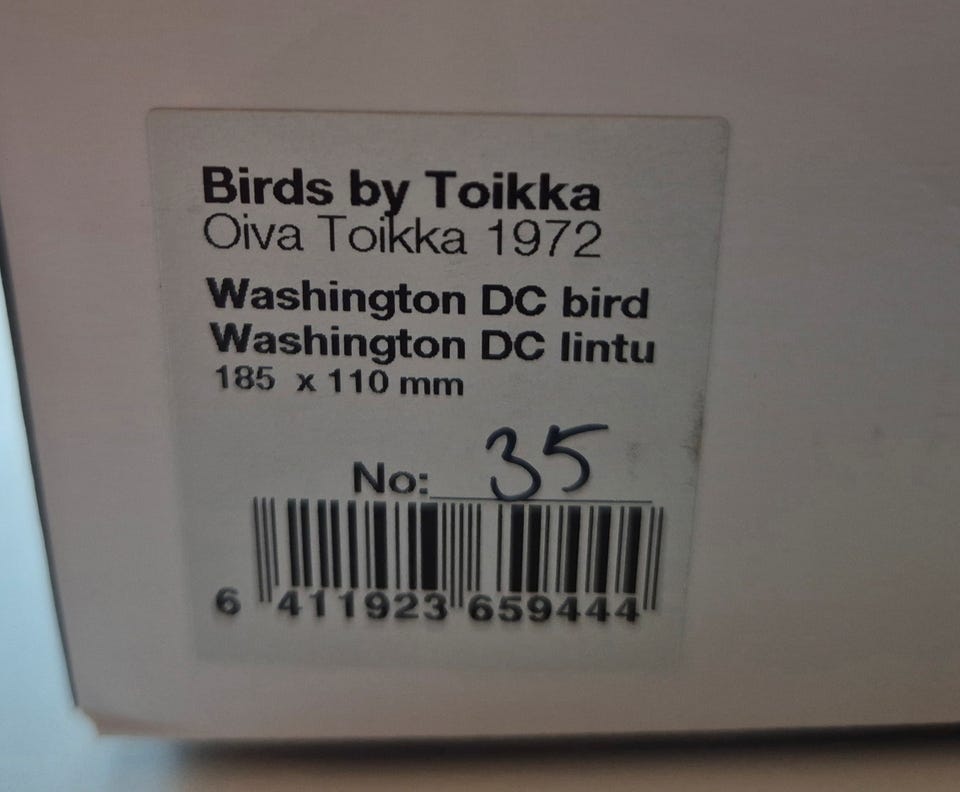 Birds by Toikka
Oiva Toikka 1972
Washington DC bird
Washington DC lintu
185 x 110 mm
No: 35
6 411923 659444